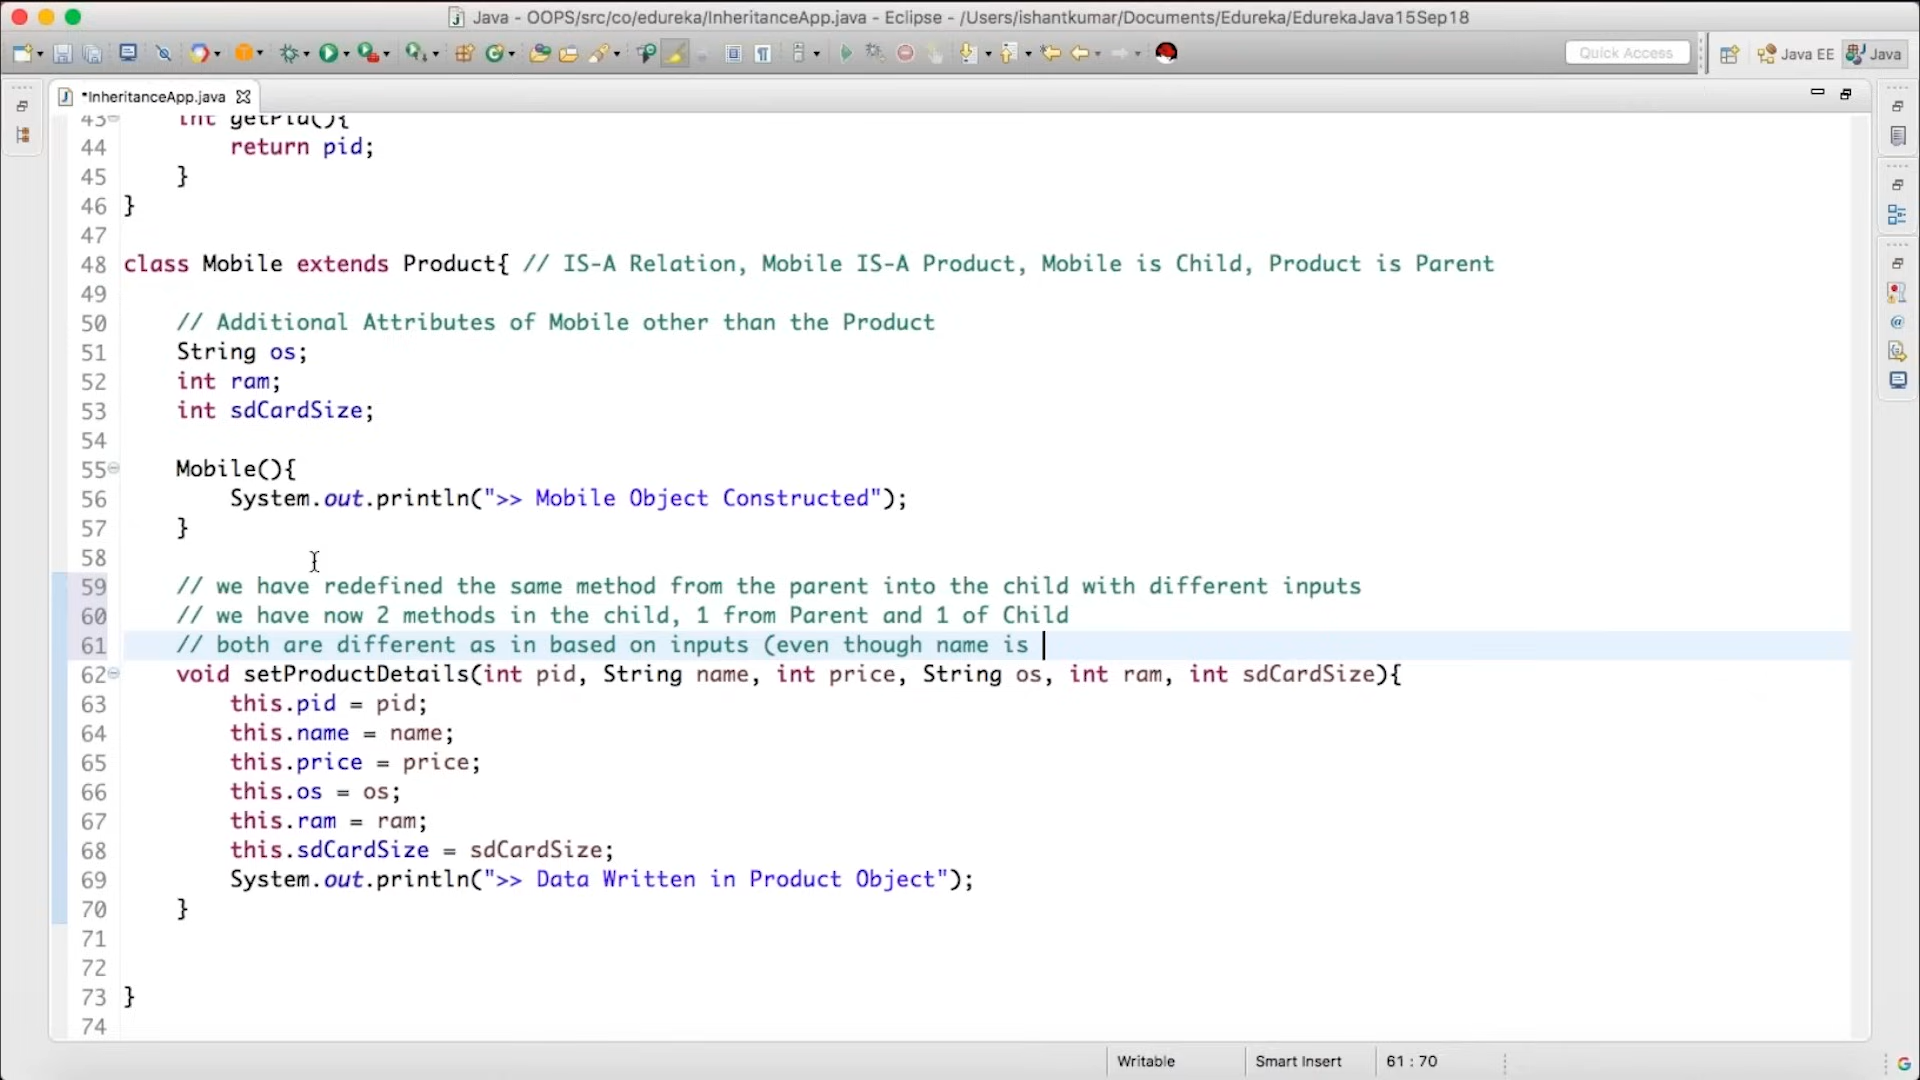 Java - OOPS/src/co/edureka/InheritanceApp.java - Eclipse - /Users/ishantkumar/Documents/Edureka/EdurekaJava15Sep18
Quick Access
Java EE
Java
*InheritanceApp.java
43 int getPid(){
44 return pid;
45 }
46 }
47
48 class Mobile extends Product{ // IS-A Relation, Mobile IS-A Product, Mobile is Child, Product is Parent
49
50 // Additional Attributes of Mobile other than the Product
51 String os;
52 int ram;
53 int sdCardSize;
54
55 Mobile(){
56 System.out.println(">> Mobile Object Constructed");
57 }
58
59 // we have redefined the same method from the parent into the child with different inputs
60 // we have now 2 methods in the child, 1 from Parent and 1 of Child
61 // both are different as in based on inputs (even though name is
62 void setProductDetails(int pid, String name, int price, String os, int ram, int sdCardSize){
63 this.pid = pid;
64 this.name = name;
65 this.price = price;
66 this.os = os;
67 this.ram = ram;
68 this.sdCardSize = sdCardSize;
69 System.out.println(">> Data Written in Product Object");
70 }
71
72
73 }
74
Writable
Smart Insert
61 : 70